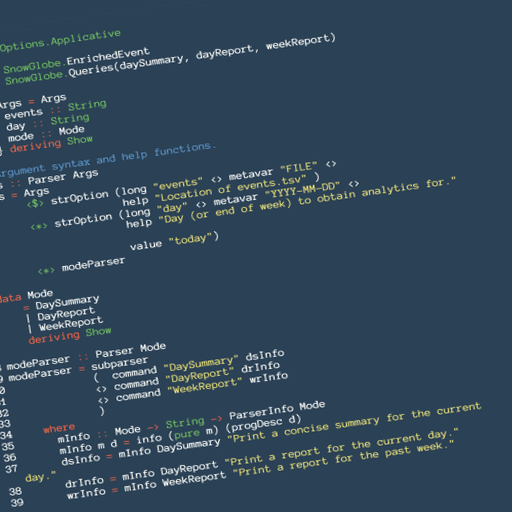 Options.Applicative
SnowGlobe.EnrichedEvent
SnowGlobe.Queries(daySummary, dayReport, weekReport)
Args = Args
events :: String
day :: String
mode :: Mode
} deriving Show
argument syntax and help functions.
:: Parser Args
= Args
<$> strOption (long "events" <> metavar "FILE" <>
help "Location of events.tsv" )
<*> strOption (long "day" <> metavar "YYYY-MM-DD" <>
help "Day (or end of week) to obtain analytics for."
value "today")
<*> modeParser
data Mode
= DaySummary
| DayReport
| WeekReport
deriving Show
modeParser :: Parser Mode
modeParser = subparser
( command "DaySummary" dsInfo
<> command "DayReport" drInfo
<> command "WeekReport" wrInfo
32 )
33 where
34 mInfo :: Mode -> String -> ParserInfo Mode
35 mInfo m d = info (pure m) (progDesc d)
36 dsInfo = mInfo DaySummary "Print a concise summary for the current
37
day."
38 drInfo = mInfo DayReport "Print a report for the current day."
39 wrInfo = mInfo WeekReport "Print a report for the past week."